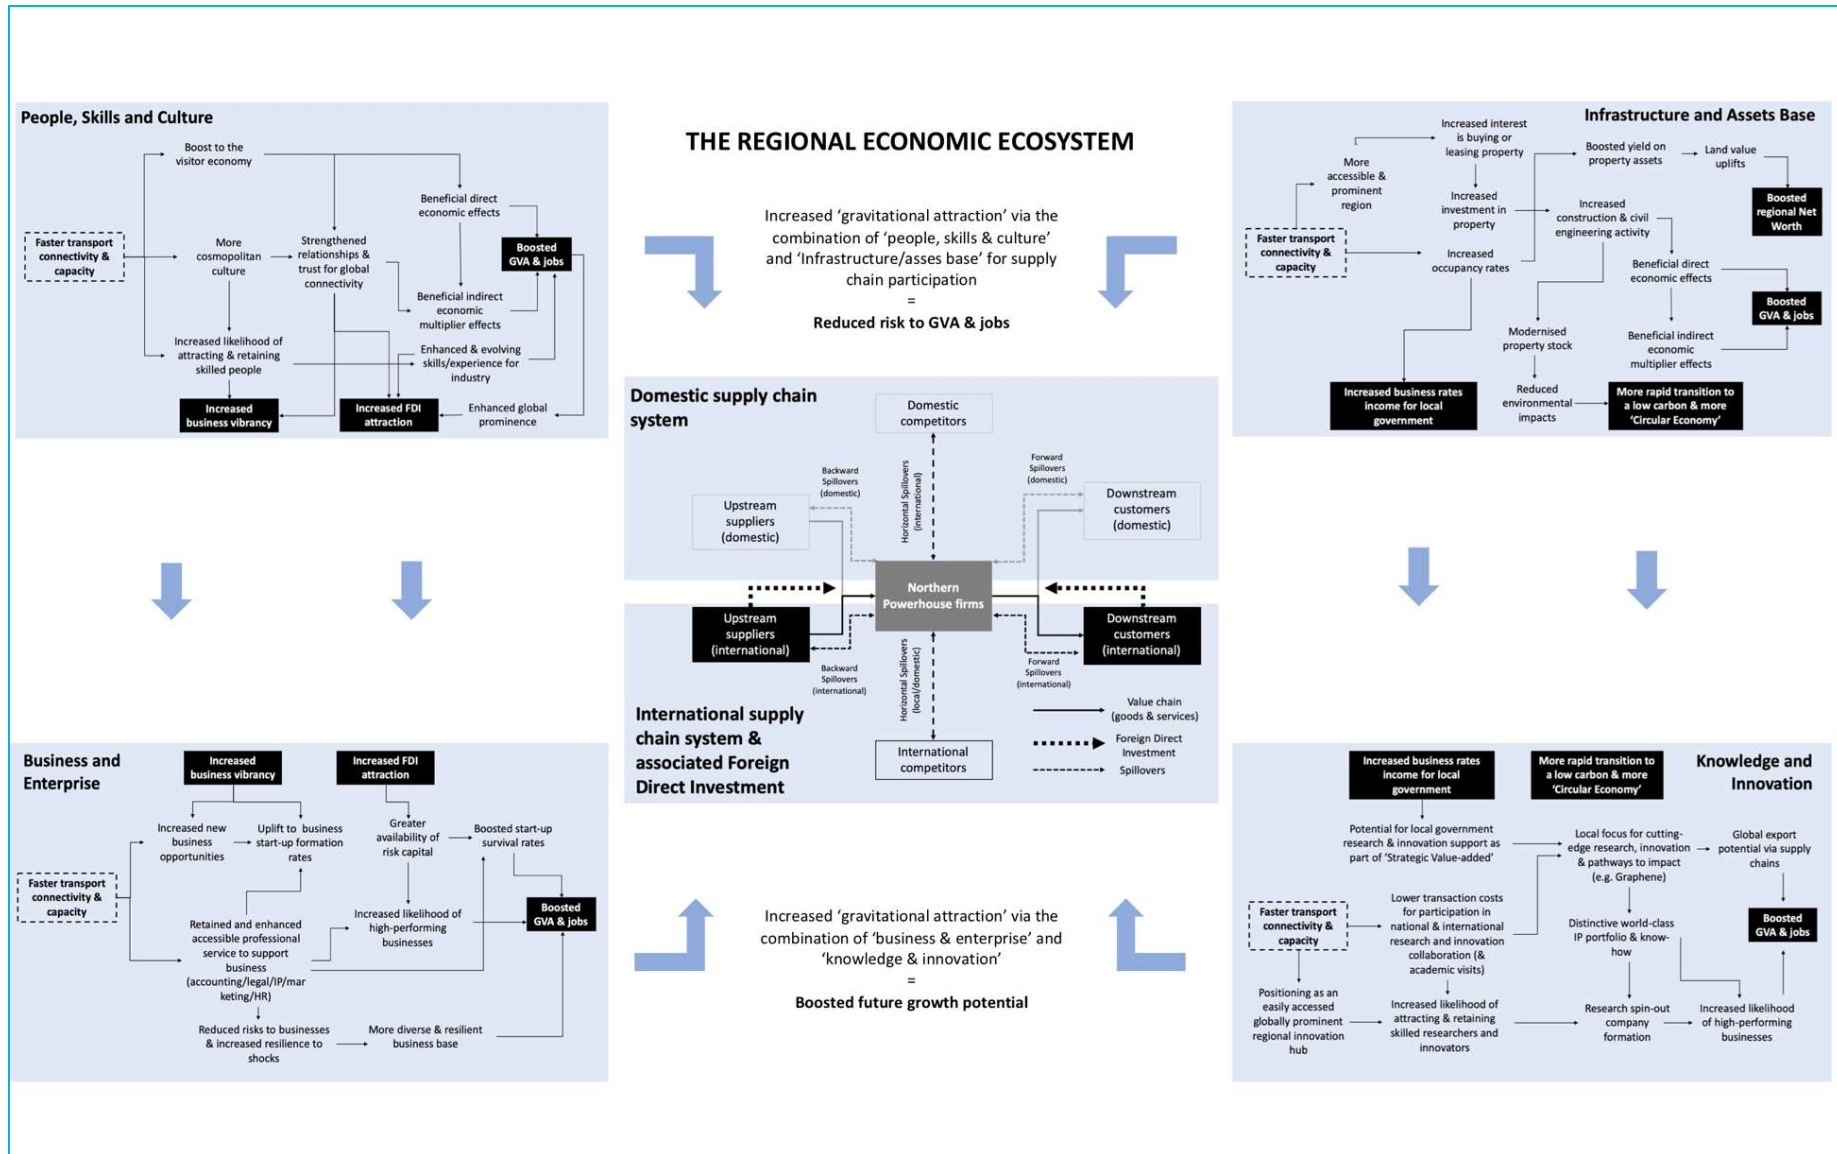 People, Skills and Culture
Boost to the
visitor economy
Faster transport
connectivity &
capacity
More
cosmopolitan
culture
Strengthened
relationships &
trust for global
connectivity
Beneficial direct
economic effects
Boosted
GVA & jobs
Beneficial indirect
economic
multiplier effects
Increased likelihood of
attracting & retaining
skilled people
Enhanced & evolving
skills/experience for
industry
Increased
business vibrancy
Increased FDI
attraction
Enhanced global
prominence
THE REGIONAL ECONOMIC ECOSYSTEM
Increased ‘gravitational attraction’ via the
combination of ‘people, skills & culture’
and ‘Infrastructure/asses base’ for supply
chain participation
=
Reduced risk to GVA & jobs
Infrastructure and Assets Base
Increased interest
is buying or
leasing property
More
accessible &
prominent
region
Boosted yield on
property assets
Land value
uplifts
Boosted
regional Net
Worth
Increased
investment in
property
Increased
construction & civil
engineering activity
Faster transport
connectivity &
capacity
Increased
occupancy rates
Beneficial direct
economic effects
Boosted
GVA & jobs
Modernised
property stock
Beneficial indirect
economic
multiplier effects
Increased business rates
income for local
government
Reduced
environmental
impacts
More rapid transition to
a low carbon & more
‘Circular Economy’
Domestic supply chain
system
Domestic
competitors
Backward
Spillovers
(domestic)
Horizontal Spillovers
(international)
Forward
Spillovers
(domestic)
Upstream
suppliers
(domestic)
Downstream
customers
(domestic)
Northern
Powerhouse firms
Upstream
suppliers
(international)
Downstream
customers
(international)
Backward
Spillovers
(international)
Horizontal Spillovers
(local/domestic)
Forward
Spillovers
(international)
International supply
chain system &
associated Foreign
Direct Investment
International
competitors
Value chain
(goods & services)
Foreign Direct
Investment
Spillovers
Business and
Enterprise
Increased
business vibrancy
Increased FDI
attraction
Increased new
business
opportunities
Uplift to business
start-up formation
rates
Greater
availability of
risk capital
Boosted start-up
survival rates
Faster transport
connectivity &
capacity
Retained and enhanced
accessible professional
service to support
business
(accounting/legal/IP/mar
keting/HR)
Increased likelihood of
high-performing
businesses
Boosted
GVA & jobs
Reduced risks to businesses
& increased resilience to
shocks
More diverse & resilient
business base
Increased ‘gravitational attraction’ via the
combination of ‘business & enterprise’ and
‘knowledge & innovation’
=
Boosted future growth potential
Increased business rates
income for local
government
More rapid transition to
a low carbon & more
‘Circular Economy’
Knowledge and
Innovation
Potential for local government
research & innovation support as
part of ‘Strategic Value-added’
Local focus for cutting-
edge research, innovation
& pathways to impact
(e.g. Graphene)
Global export
potential via supply
chains
Faster transport
connectivity &
capacity
Lower transaction costs
for participation in
national & international
research and innovation
collaboration (&
academic visits)
Distinctive world-class
IP portfolio & know-
how
Boosted
GVA & jobs
Positioning as an
easily accessed
globally prominent
regional innovation
hub
Increased likelihood of
attracting & retaining
skilled researchers and
innovators
Research spin-out
company
formation
Increased likelihood
of high-performing
businesses